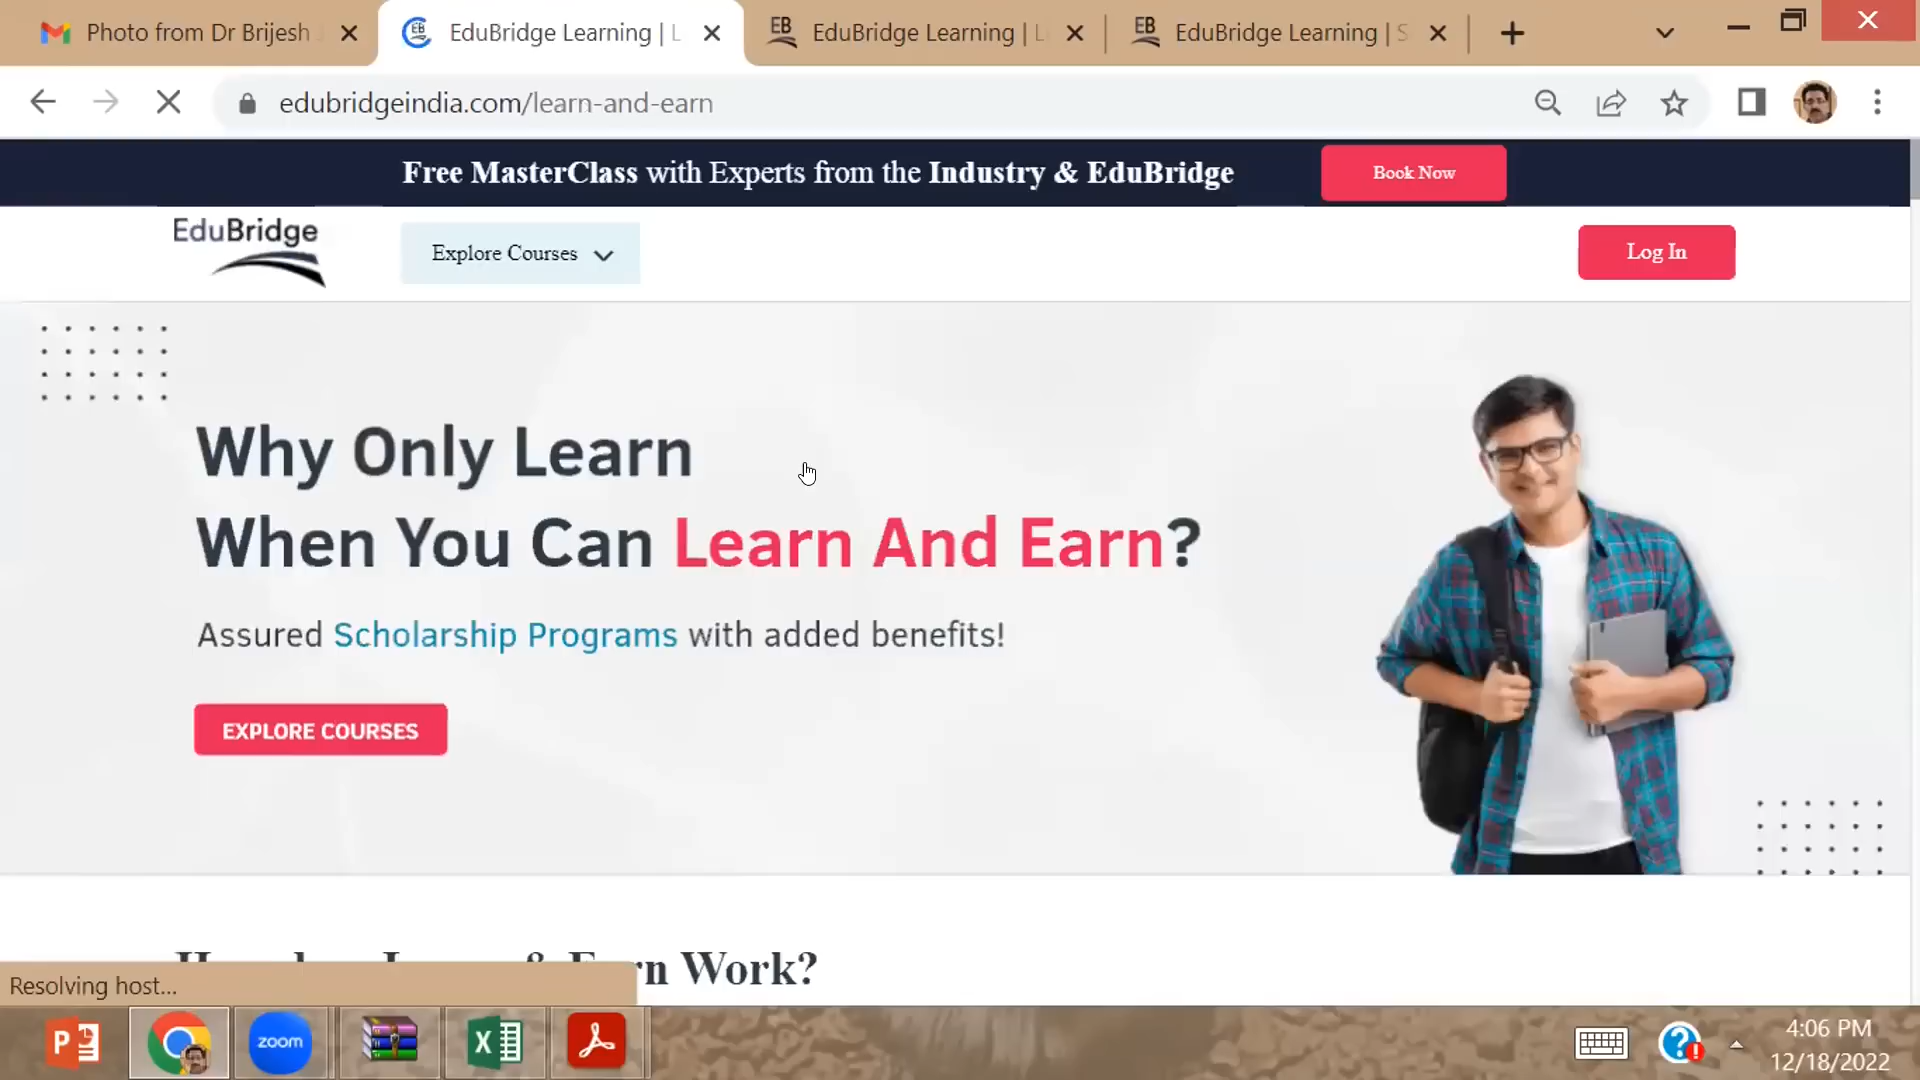 Photo from Dr Brijesh
EduBridge Learning | L
EduBridge Learning | L
EduBridge Learning | S
edubridgeindia.com/learn-and-earn
Free MasterClass with Experts from the Industry & EduBridge
Book Now
EduBridge
Explore Courses
Log In
Why Only Learn
When You Can Learn And Earn?
Assured Scholarship Programs with added benefits!
EXPLORE COURSES
Earn Work?
Resolving host...
zoom
4:06 PM
12/18/2022